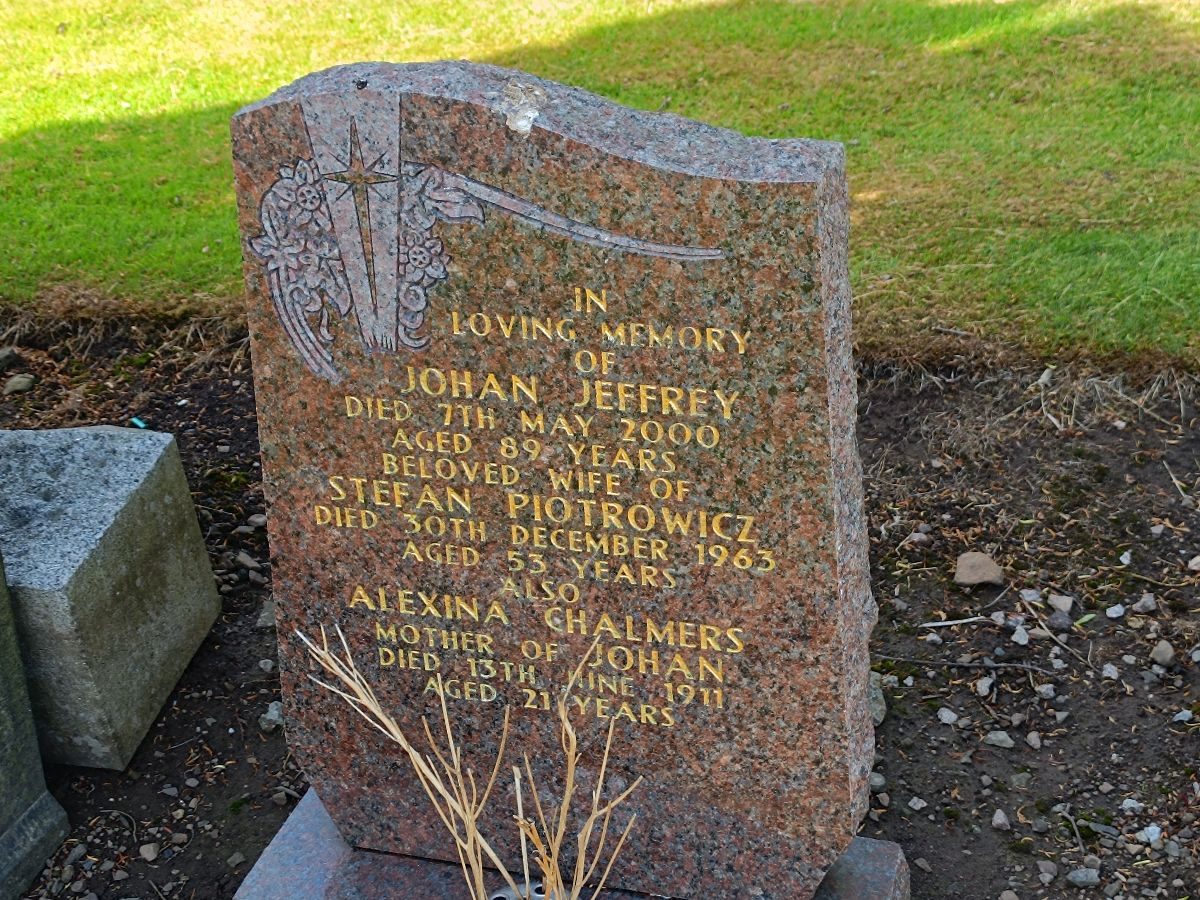 IN
LOVING MEMORY
OF
JOHAN JEFFREY
DIED 7TH MAY 2000
AGED 89 YEARS
BELOVED WIFE OF
STEFAN PIOTROWICZ
DIED 30TH DECEMBER 1963
AGED 53 YEARS
ALSO
ALEXINA CHALMERS
MOTHER OF JOHAN
DIED 13TH JUNE 1911
AGED 21 YEARS